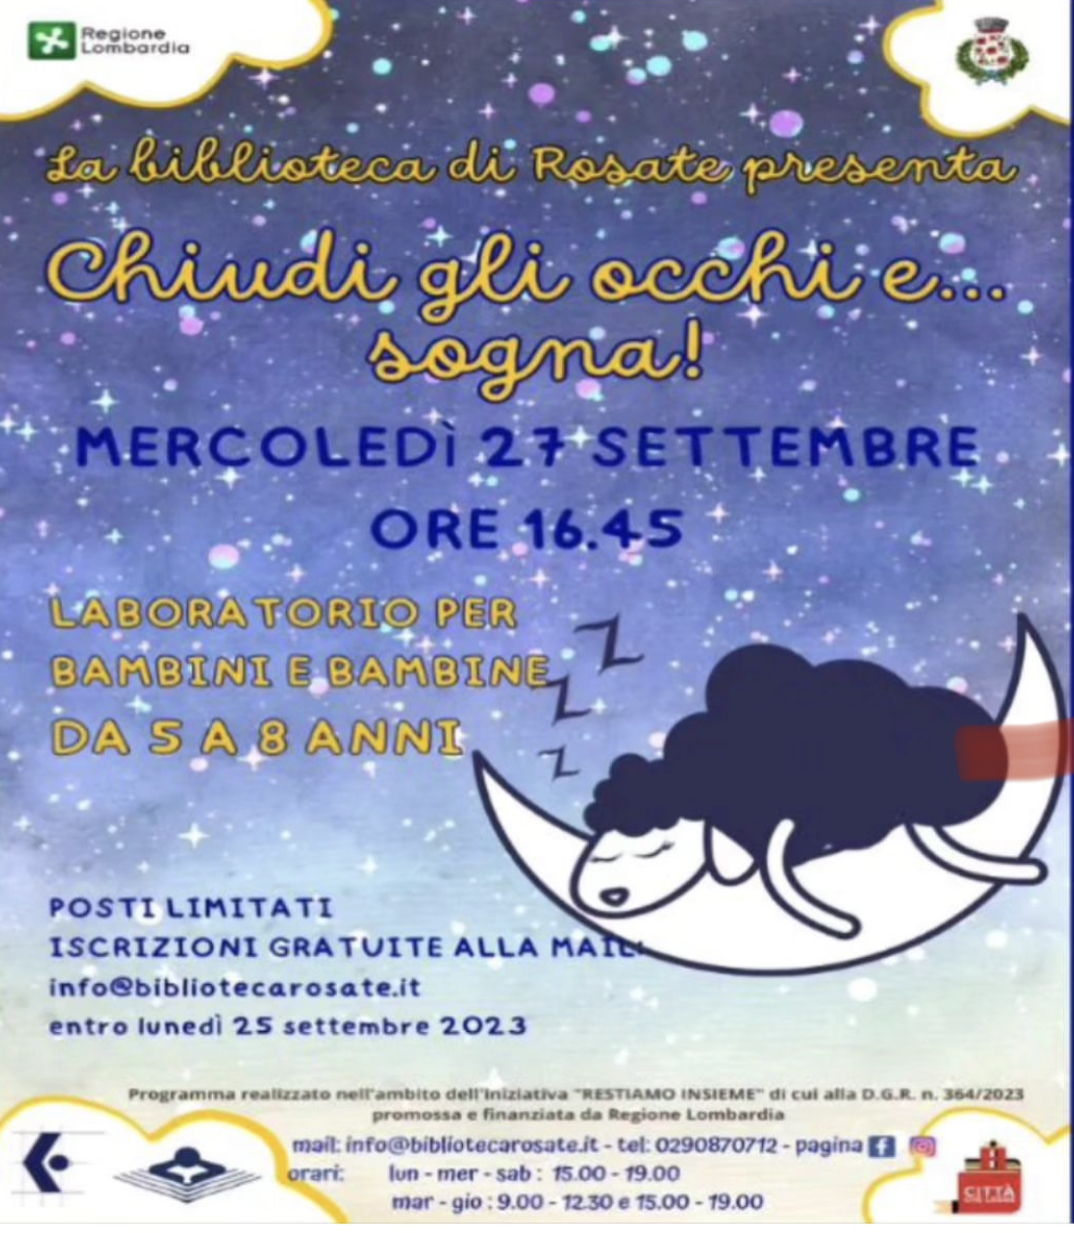 Regione
Lombardia
La biblioteca di Rosate presenta
Chiudi gli occhi e...
sogna!
MERCOLEDÌ 27 SETTEMBRE
ORE 16.45
LABORATORIO PER
BAMBINI E BAMBINE
DA 5 A 8 ANNI
Z
Z
Z
POSTI LIMITATI
ISCRIZIONI GRATUITE ALLA MAIL:
info@bibliotecarosate.it
entro lunedì 25 settembre 2023
Programma realizzato nell'ambito dell'iniziativa "RESTIAMO INSIEME" di cui alla D.G.R. n. 364/2023
promossa e finanziata da Regione Lombardia
mail: info@bibliotecarosate.it - tel: 0290870712 - pagina f
orari: lun - mer - sab : 15.00 - 19.00
mar - gio : 9.00 - 12.30 e 15.00 - 19.00